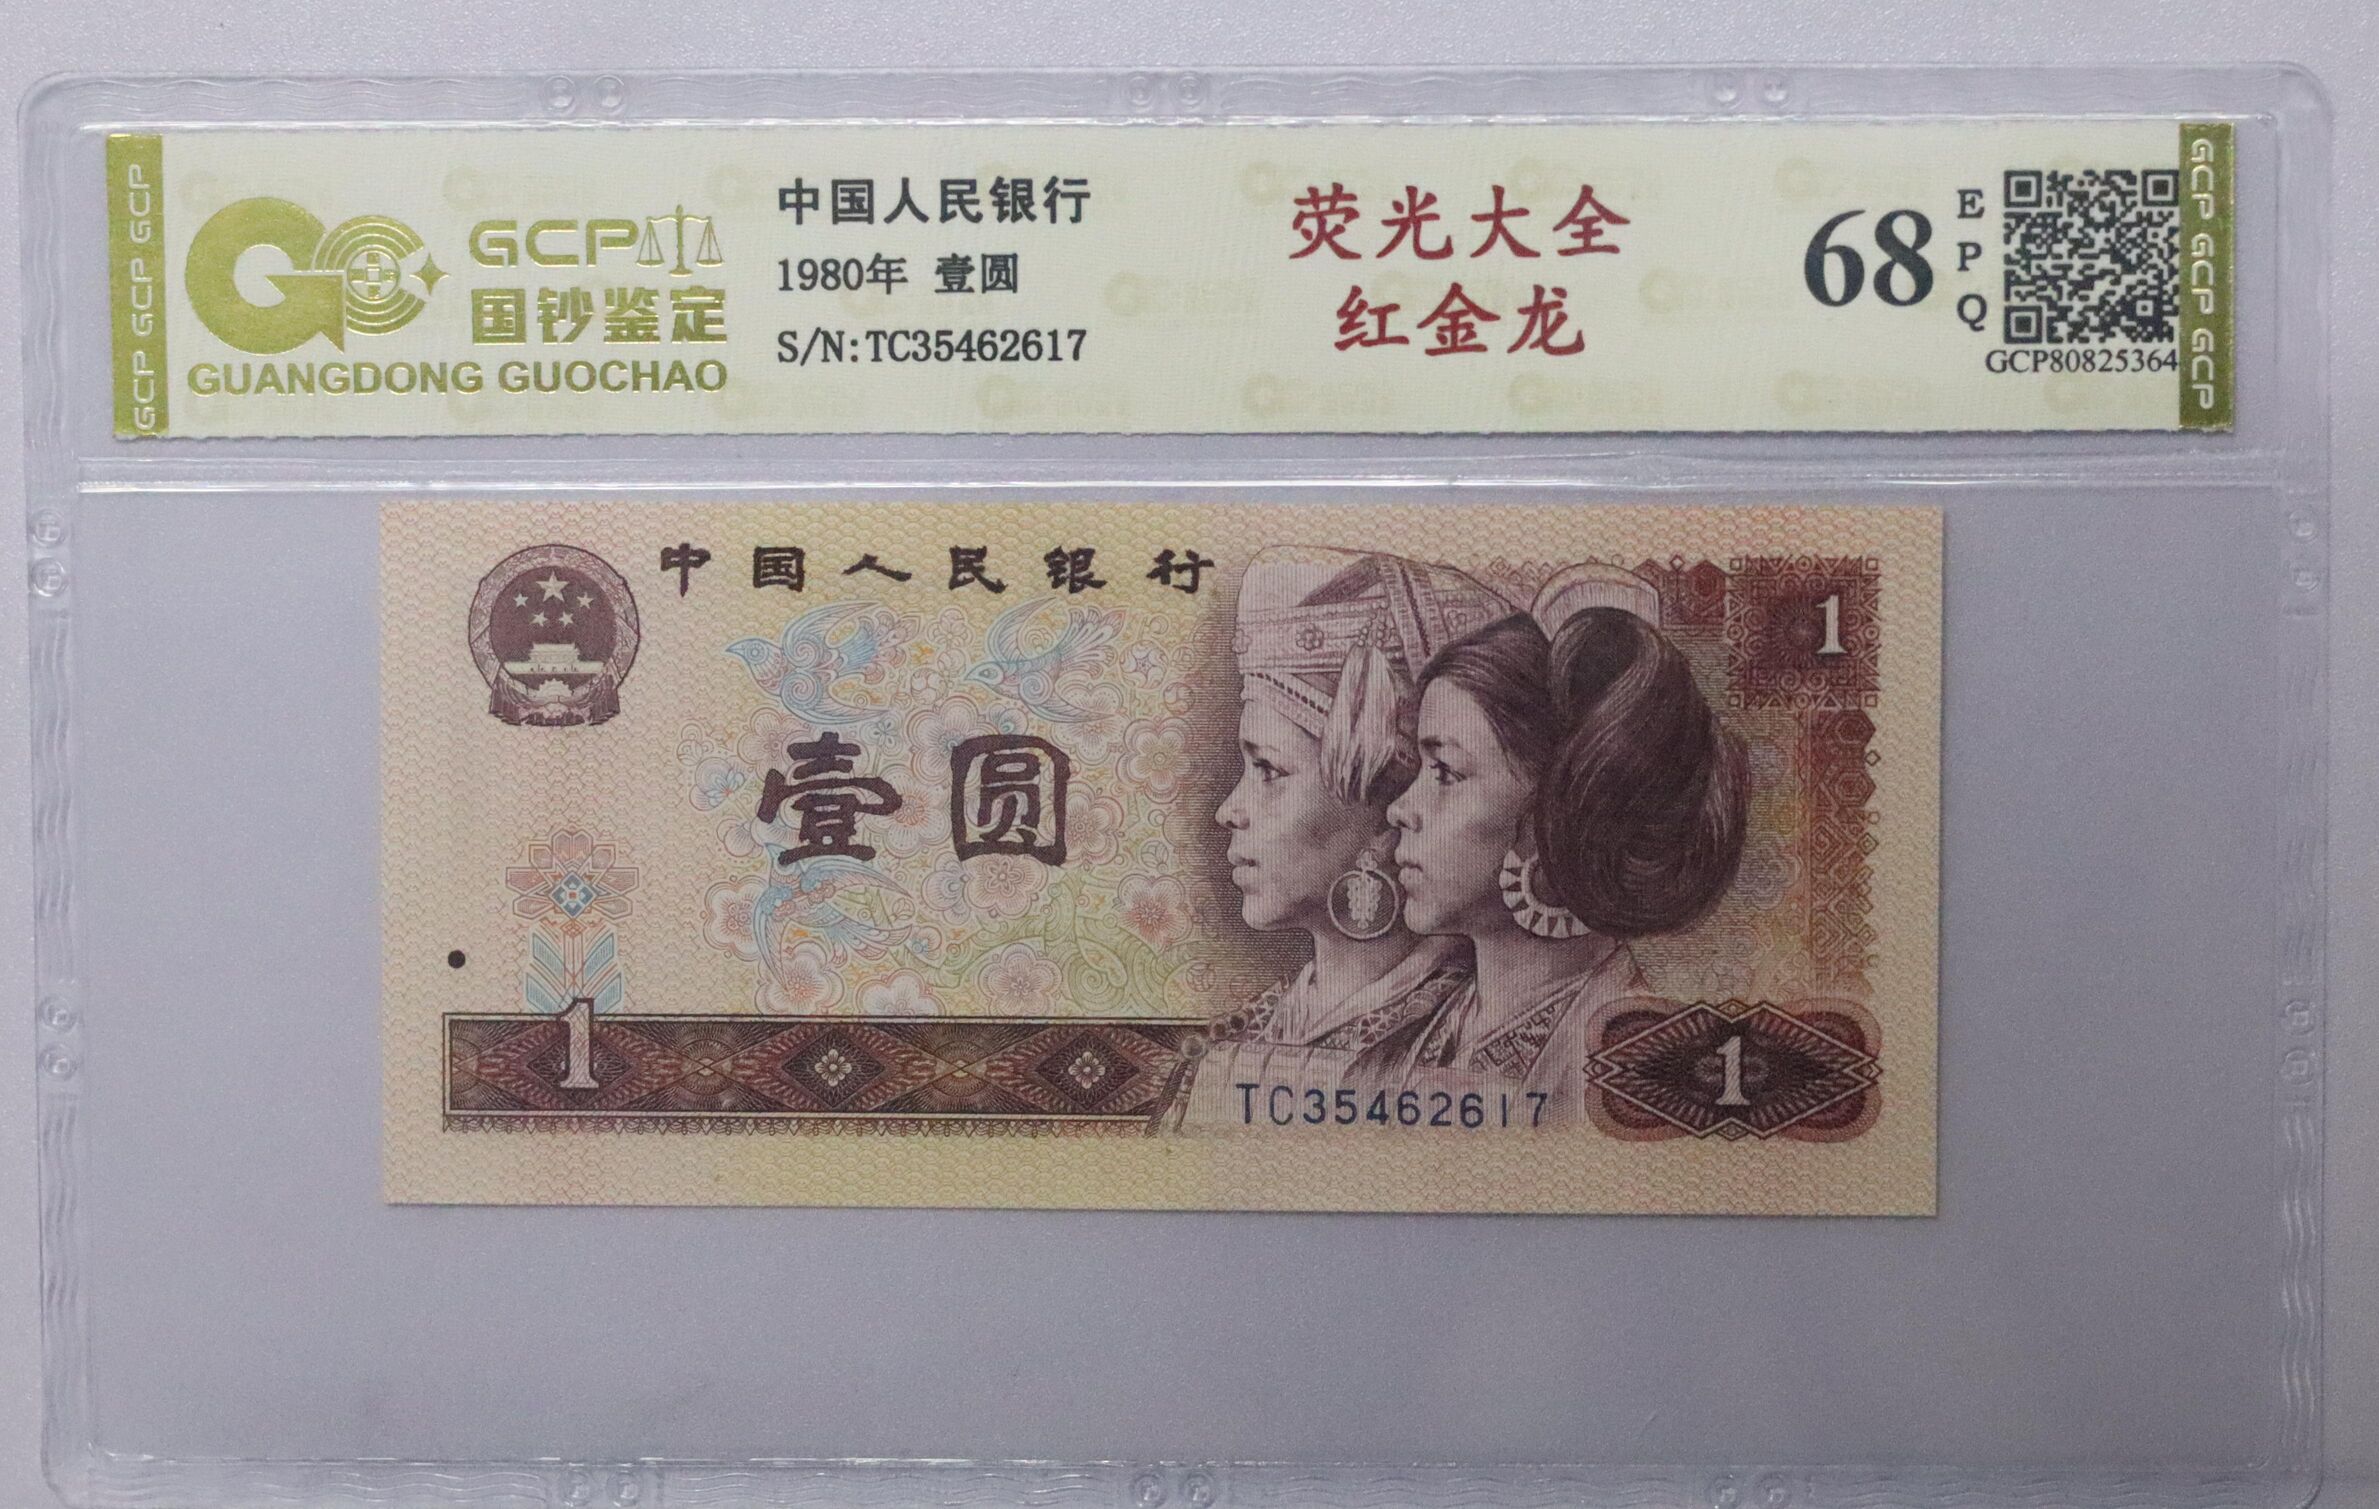 GCP GCP GCP
GCP
国钞鉴定
GUANGDONG GUOCHAO
中国人民银行
1980年 壹圆
S/N:TC35462617
荧光大全
红金龙
68
EPQ
GCP80825364
GCP GCP GCP
中国人民银行
1
壹圆
1
1
TC35462617